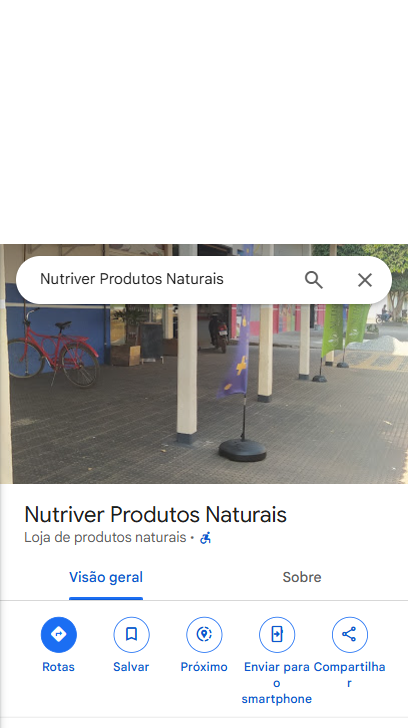 Nutriver Produtos Naturais
Nutriver Produtos Naturais
Loja de produtos naturais ·
Visão geral
Sobre
Rotas
Salvar
Próximo
Enviar para
o
smartphone
Compartilha
r